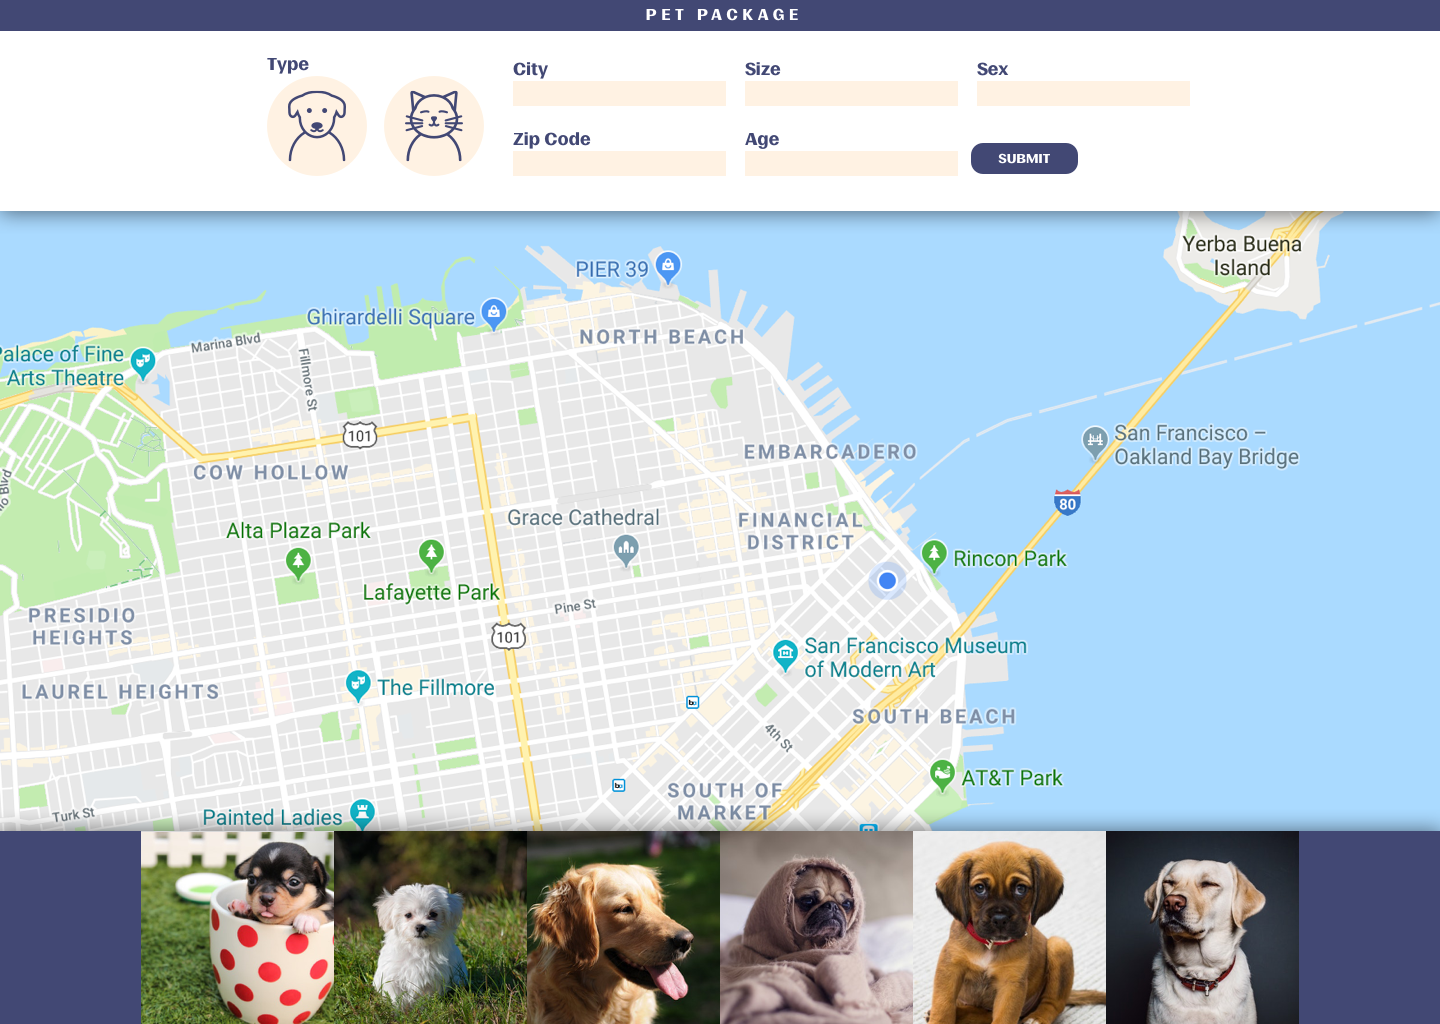 PET PACKAGE
Type
City
Size
Sex
Zip Code
Age
SUBMIT
Yerba Buena
Island
PIER 39
Ghirardelli Square
NORTH BEACH
Marina Blvd
Palace of Fine
Arts Theatre
Fillmore St
101
San Francisco –
Oakland Bay Bridge
EMBARCADERO
COW HOLLOW
80
Grace Cathedral
FINANCIAL
DISTRICT
Alta Plaza Park
Rincon Park
Lafayette Park
Pine St
PRESIDIO
HEIGHTS
101
San Francisco Museum
of Modern Art
LAUREL HEIGHTS
The Fillmore
SOUTH BEACH
4th St
AT&T Park
SOUTH OF
MARKET
Turk St
Painted Ladies